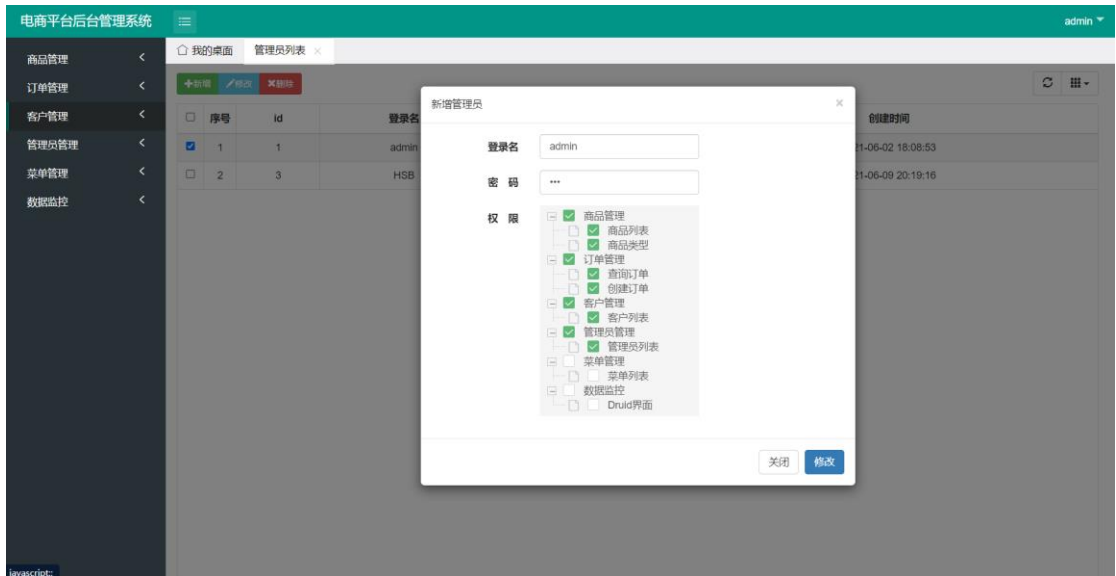 电商平台后台管理系统
admin
商品管理
订单管理
客户管理
管理员管理
菜单管理
数据监控
我的桌面 管理员列表 ×
新增 修改 删除
序号 id 登录名 创建时间
1 1 admin 21-06-02 18:08:53
2 3 HSB 21-06-09 20:19:16
新增管理员 ×
登录名 admin
密 码 •••
权 限
商品管理
商品列表
商品类型
订单管理
查询订单
创建订单
客户管理
客户列表
管理员管理
管理员列表
菜单管理
菜单列表
数据监控
Druid界面
关闭 修改
javascript:;